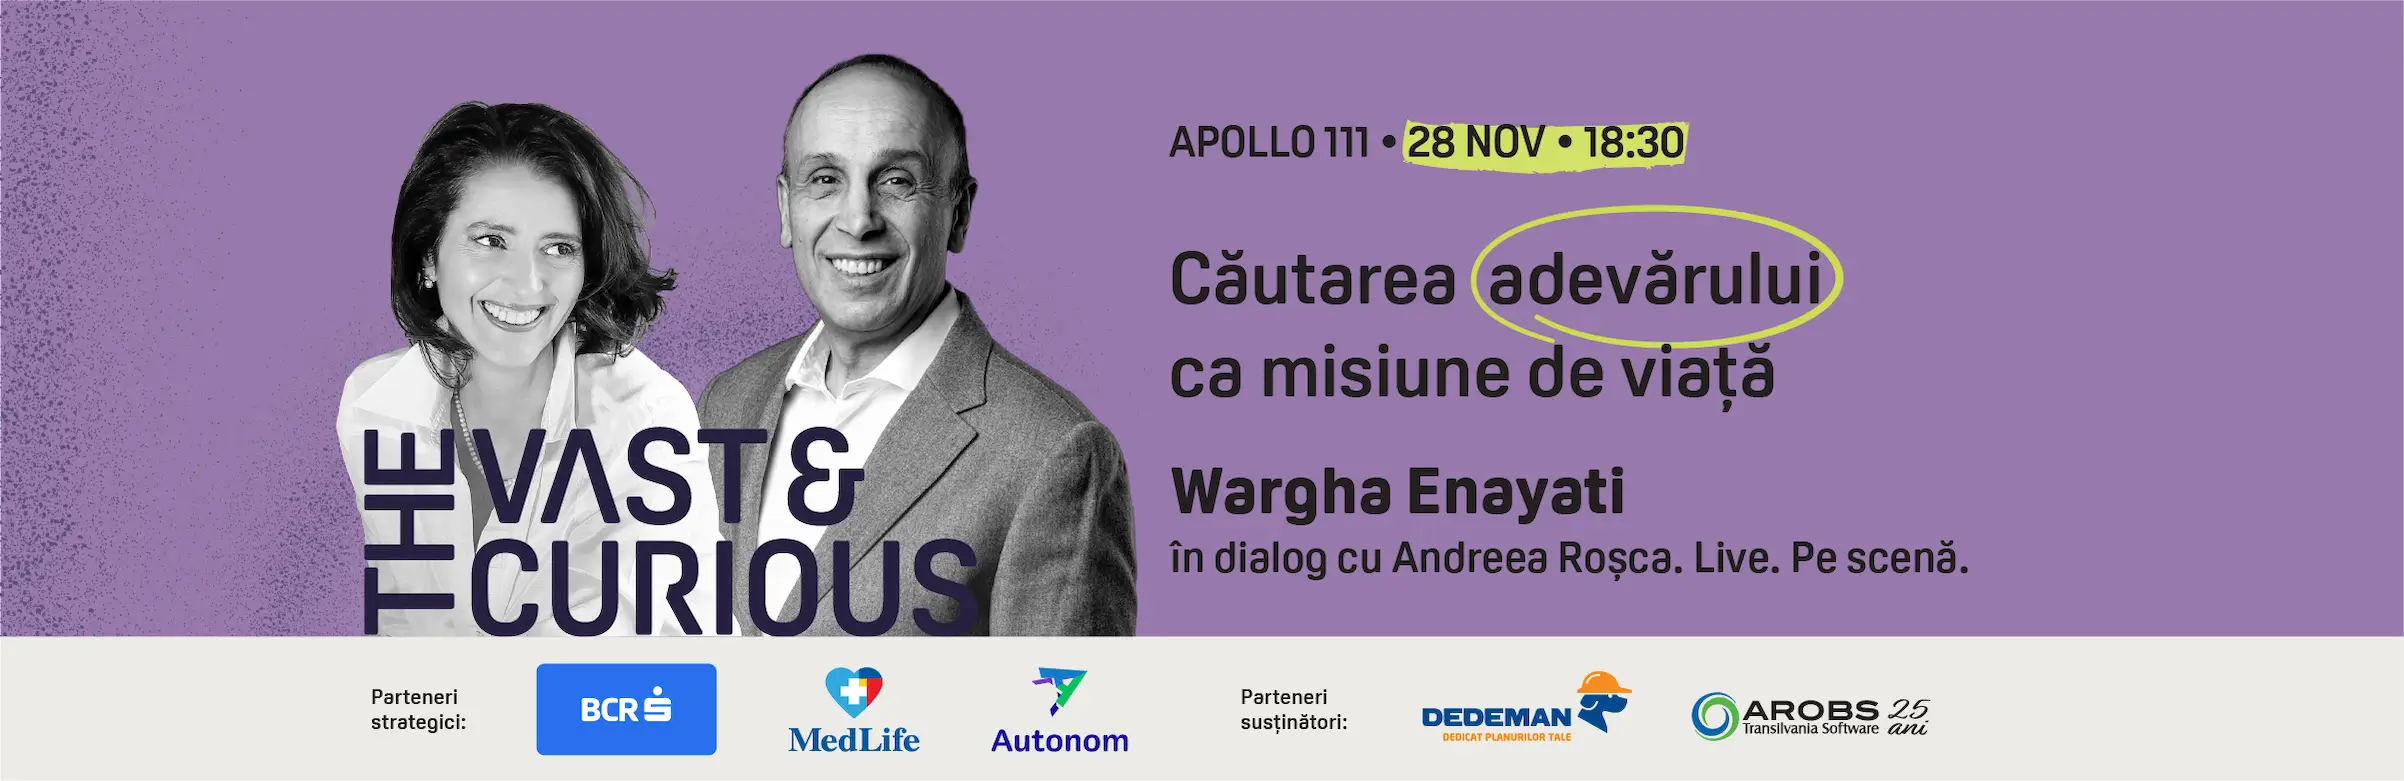 APOLLO 111 • 28 NOV • 18:30
Căutarea adevărului
ca misiune de viață
Wargha Enayati
în dialog cu Andreea Roșca. Live. Pe scenă.
THE VAST &
CURIOUS
Parteneri
strategici:
BCR
MedLife
Autonom
Parteneri
susținători:
DEDEMAN
DEDICAT PLANURILOR TALE
AROBS
Transilvania Software
25
ani